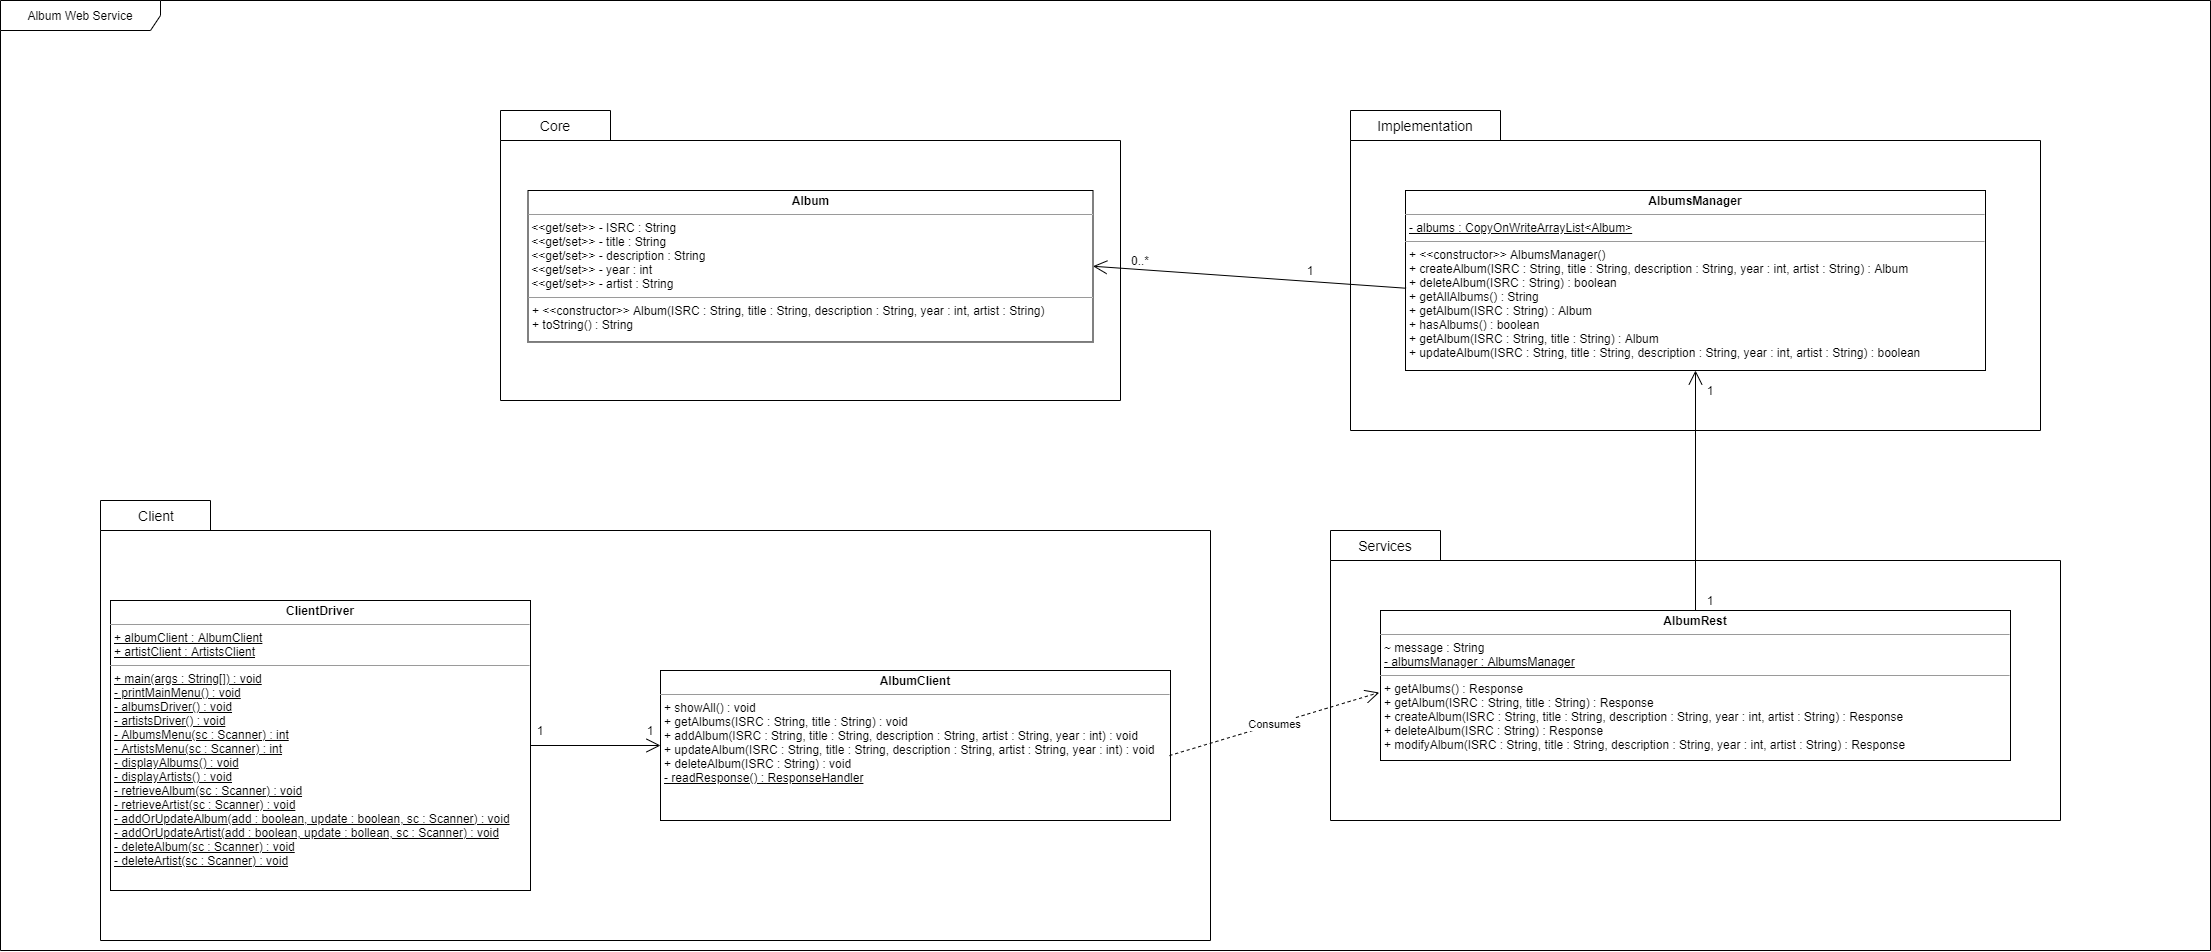 Album Web Service
Core
Album
<<get/set>> - ISRC : String
<<get/set>> - title : String
<<get/set>> - description : String
<<get/set>> - year : int
<<get/set>> - artist : String
+ <<constructor>> Album(ISRC : String, title : String, description : String, year : int, artist : String)
+ toString() : String
0..*
1
Implementation
AlbumsManager
- albums : CopyOnWriteArrayList<Album>
+ <<constructor>> AlbumsManager()
+ createAlbum(ISRC : String, title : String, description : String, year : int, artist : String) : Album
+ deleteAlbum(ISRC : String) : boolean
+ getAllAlbums() : String
+ getAlbum(ISRC : String) : Album
+ hasAlbums() : boolean
+ getAlbum(ISRC : String, title : String) : Album
+ updateAlbum(ISRC : String, title : String, description : String, year : int, artist : String) : boolean
1
Client
ClientDriver
+ albumClient : AlbumClient
+ artistClient : ArtistsClient
+ main(args : String[]) : void
- printMainMenu() : void
- albumsDriver() : void
- artistsDriver() : void
- AlbumsMenu(sc : Scanner) : int
- ArtistsMenu(sc : Scanner) : int
- displayAlbums() : void
- displayArtists() : void
- retrieveAlbum(sc : Scanner) : void
- retrieveArtist(sc : Scanner) : void
- addOrUpdateAlbum(add : boolean, update : boolean, sc : Scanner) : void
- addOrUpdateArtist(add : boolean, update : bollean, sc : Scanner) : void
- deleteAlbum(sc : Scanner) : void
- deleteArtist(sc : Scanner) : void
1
1
AlbumClient
+ showAll() : void
+ getAlbums(ISRC : String, title : String) : void
+ addAlbum(ISRC : String, title : String, description : String, artist : String, year : int) : void
+ updateAlbum(ISRC : String, title : String, description : String, artist : String, year : int) : void
+ deleteAlbum(ISRC : String) : void
- readResponse() : ResponseHandler
Consumes
Services
1
AlbumRest
~ message : String
- albumsManager : AlbumsManager
+ getAlbums() : Response
+ getAlbum(ISRC : String, title : String) : Response
+ createAlbum(ISRC : String, title : String, description : String, year : int, artist : String) : Response
+ deleteAlbum(ISRC : String) : Response
+ modifyAlbum(ISRC : String, title : String, description : String, year : int, artist : String) : Response